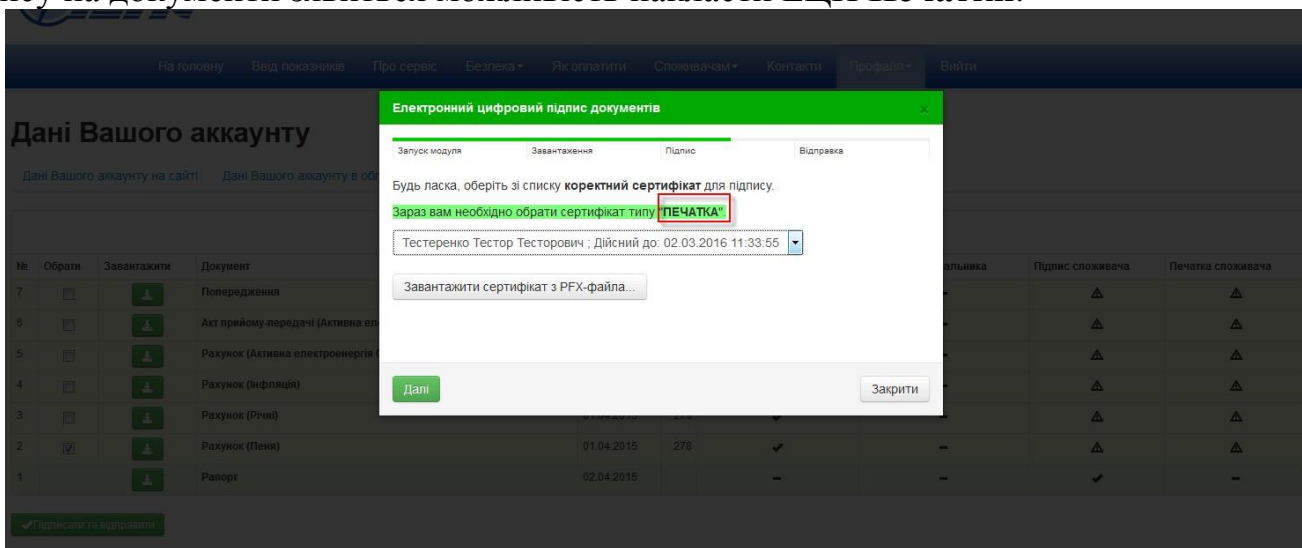 На головну Ввід показників Про сервіс Безпека Як оплатити Споживачам Контакти Профайл Вийти
Електронний цифровий підпис документів
Дані Вашого аккаунту
Запуск модуля Завантаження Підпис Відправка
Дані Вашого аккаунту на сайті Дані Вашого аккаунту в
Будь ласка, оберіть зі списку коректний сертифікат для підпису.
Зараз вам необхідно обрати сертифікат типу "ПЕЧАТКА".
Тестеренко Тестор Тесторович ; Дійсний до: 02.03.2016 11:33:55
№ Обрати Завантажити Документ Підпис споживача Печатка споживача
Завантажити сертифікат з PFX-файла...
7 Попередження
6 Акт прийому-передачі (Активна
5 Рахунок (Активна електроенергія
4 Рахунок (Інфляція)
Далі Закрити
3 Рахунок (Річні)
2 Рахунок (Пеня) 01.04.2015 278
1 Рапорт 02.04.2015
Підписати та відправити